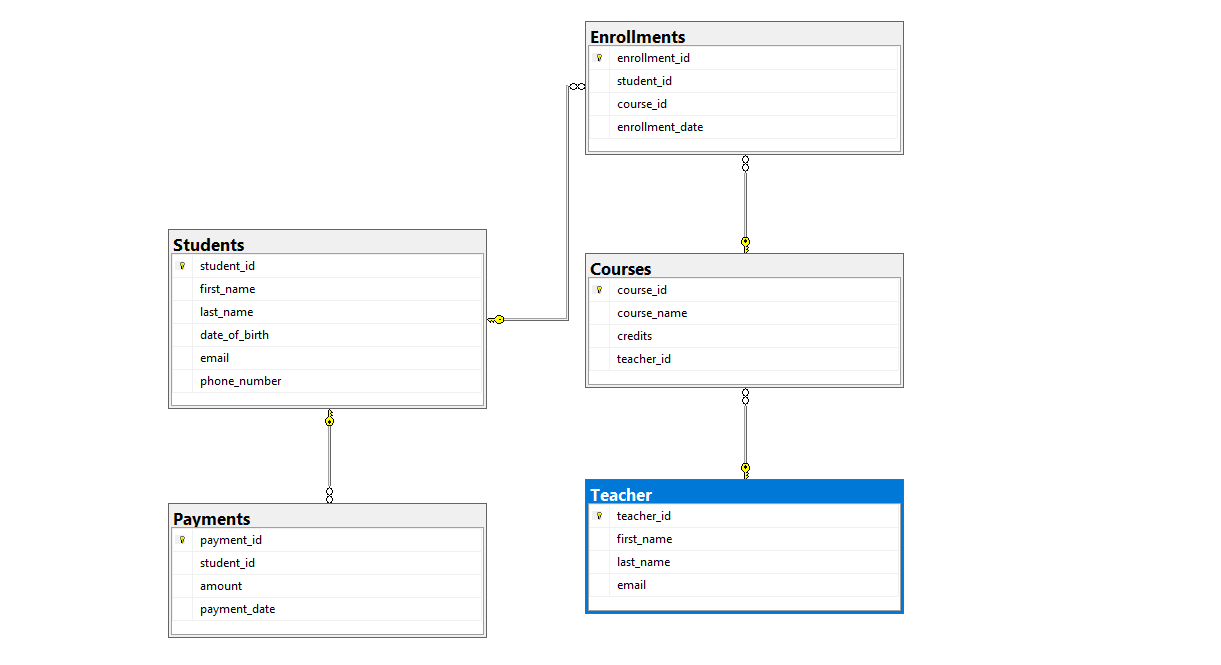 Enrollments
enrollment_id
student_id
course_id
enrollment_date
Students
student_id
first_name
last_name
date_of_birth
email
phone_number
Courses
course_id
course_name
credits
teacher_id
Payments
payment_id
student_id
amount
payment_date
Teacher
teacher_id
first_name
last_name
email